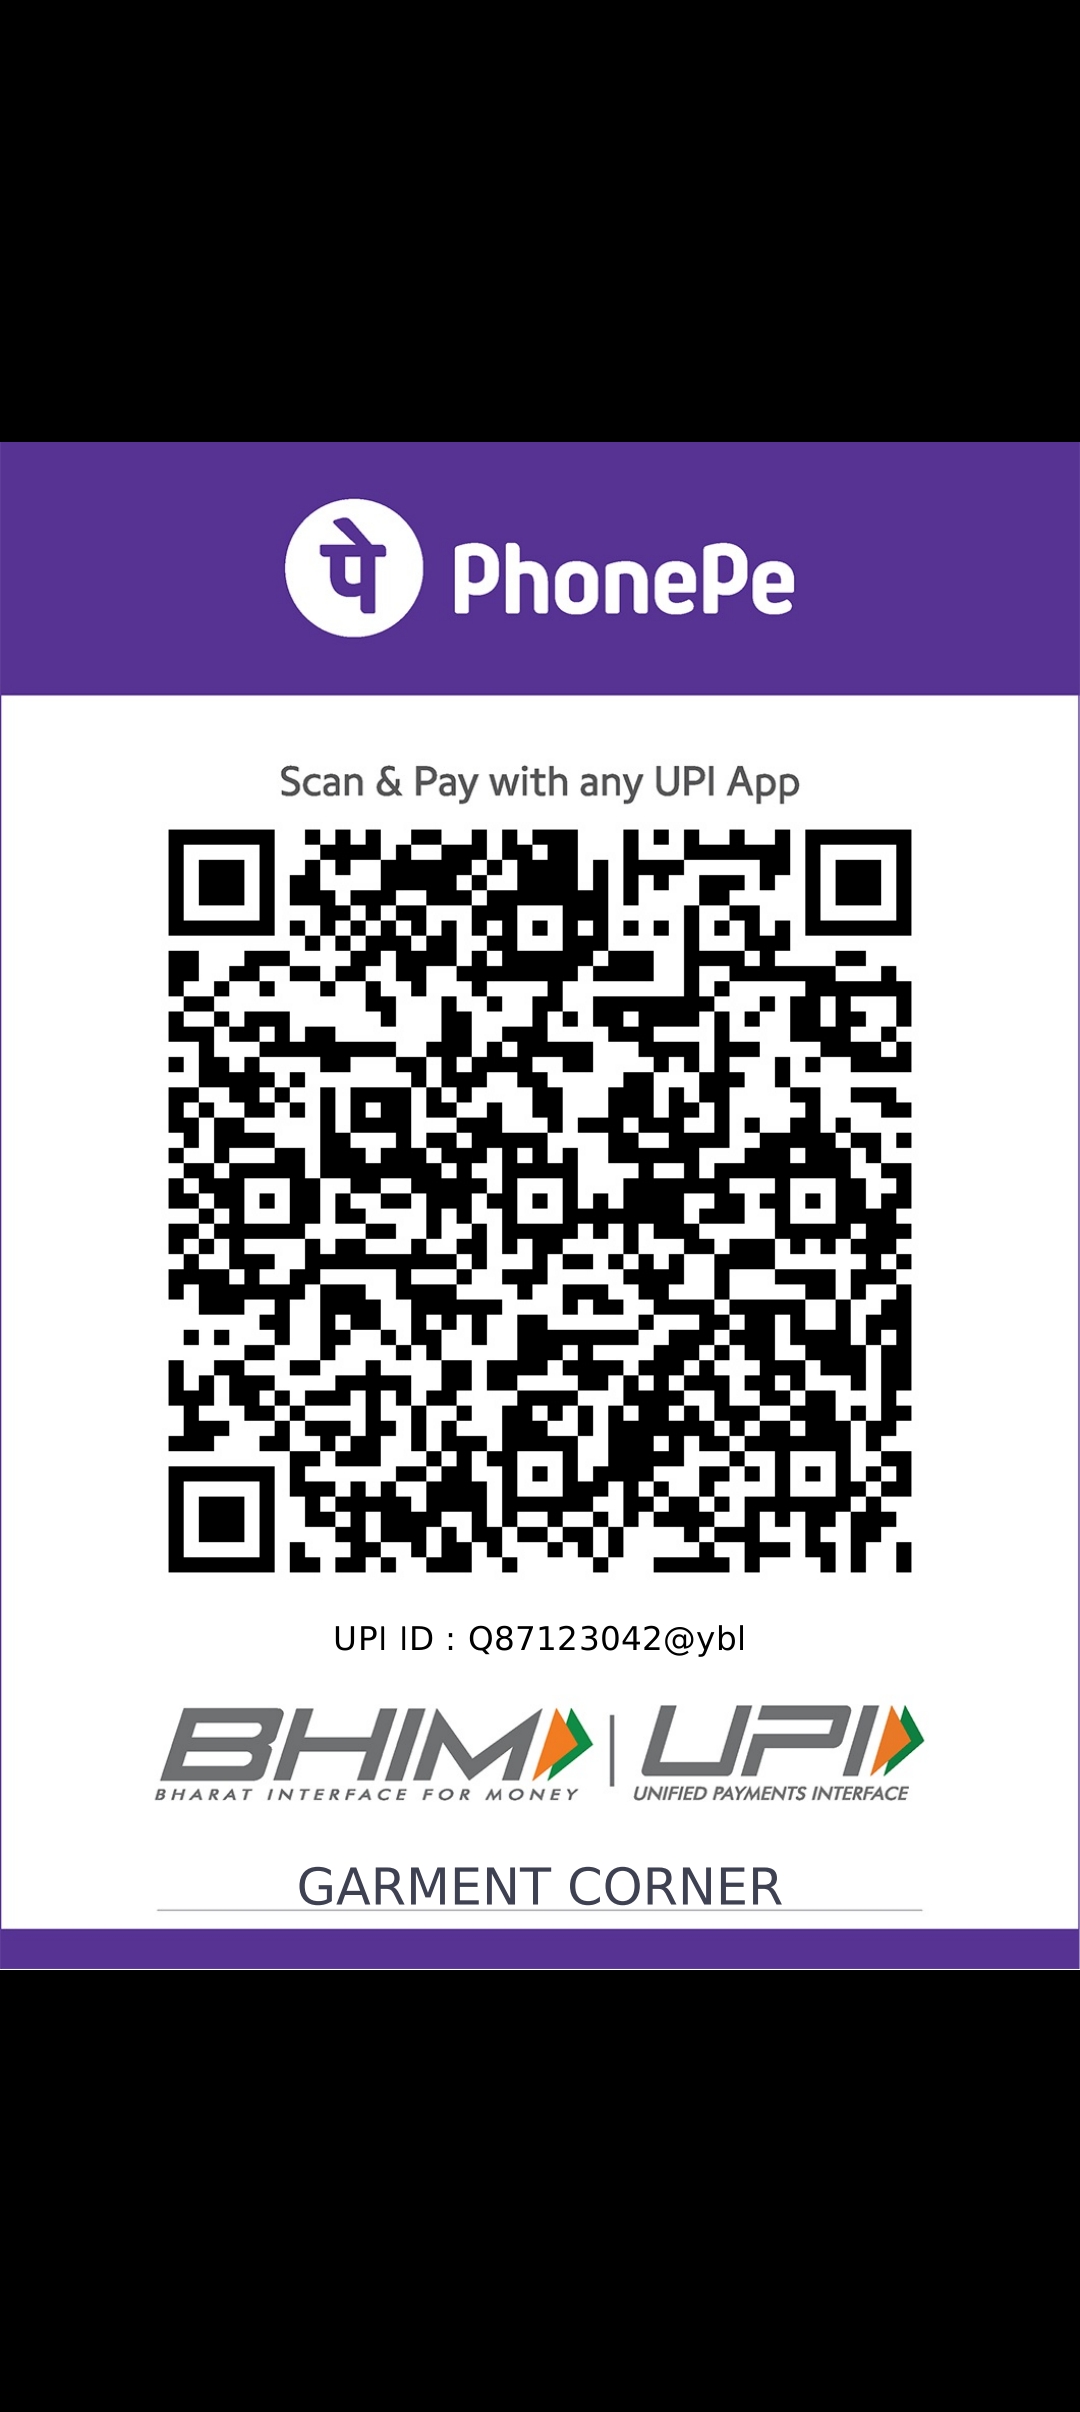 पे PhonePe
Scan & Pay with any UPI App
UPI ID : Q87123042@ybl
BHIM | UPI
BHARAT INTERFACE FOR MONEY UNIFIED PAYMENTS INTERFACE
GARMENT CORNER